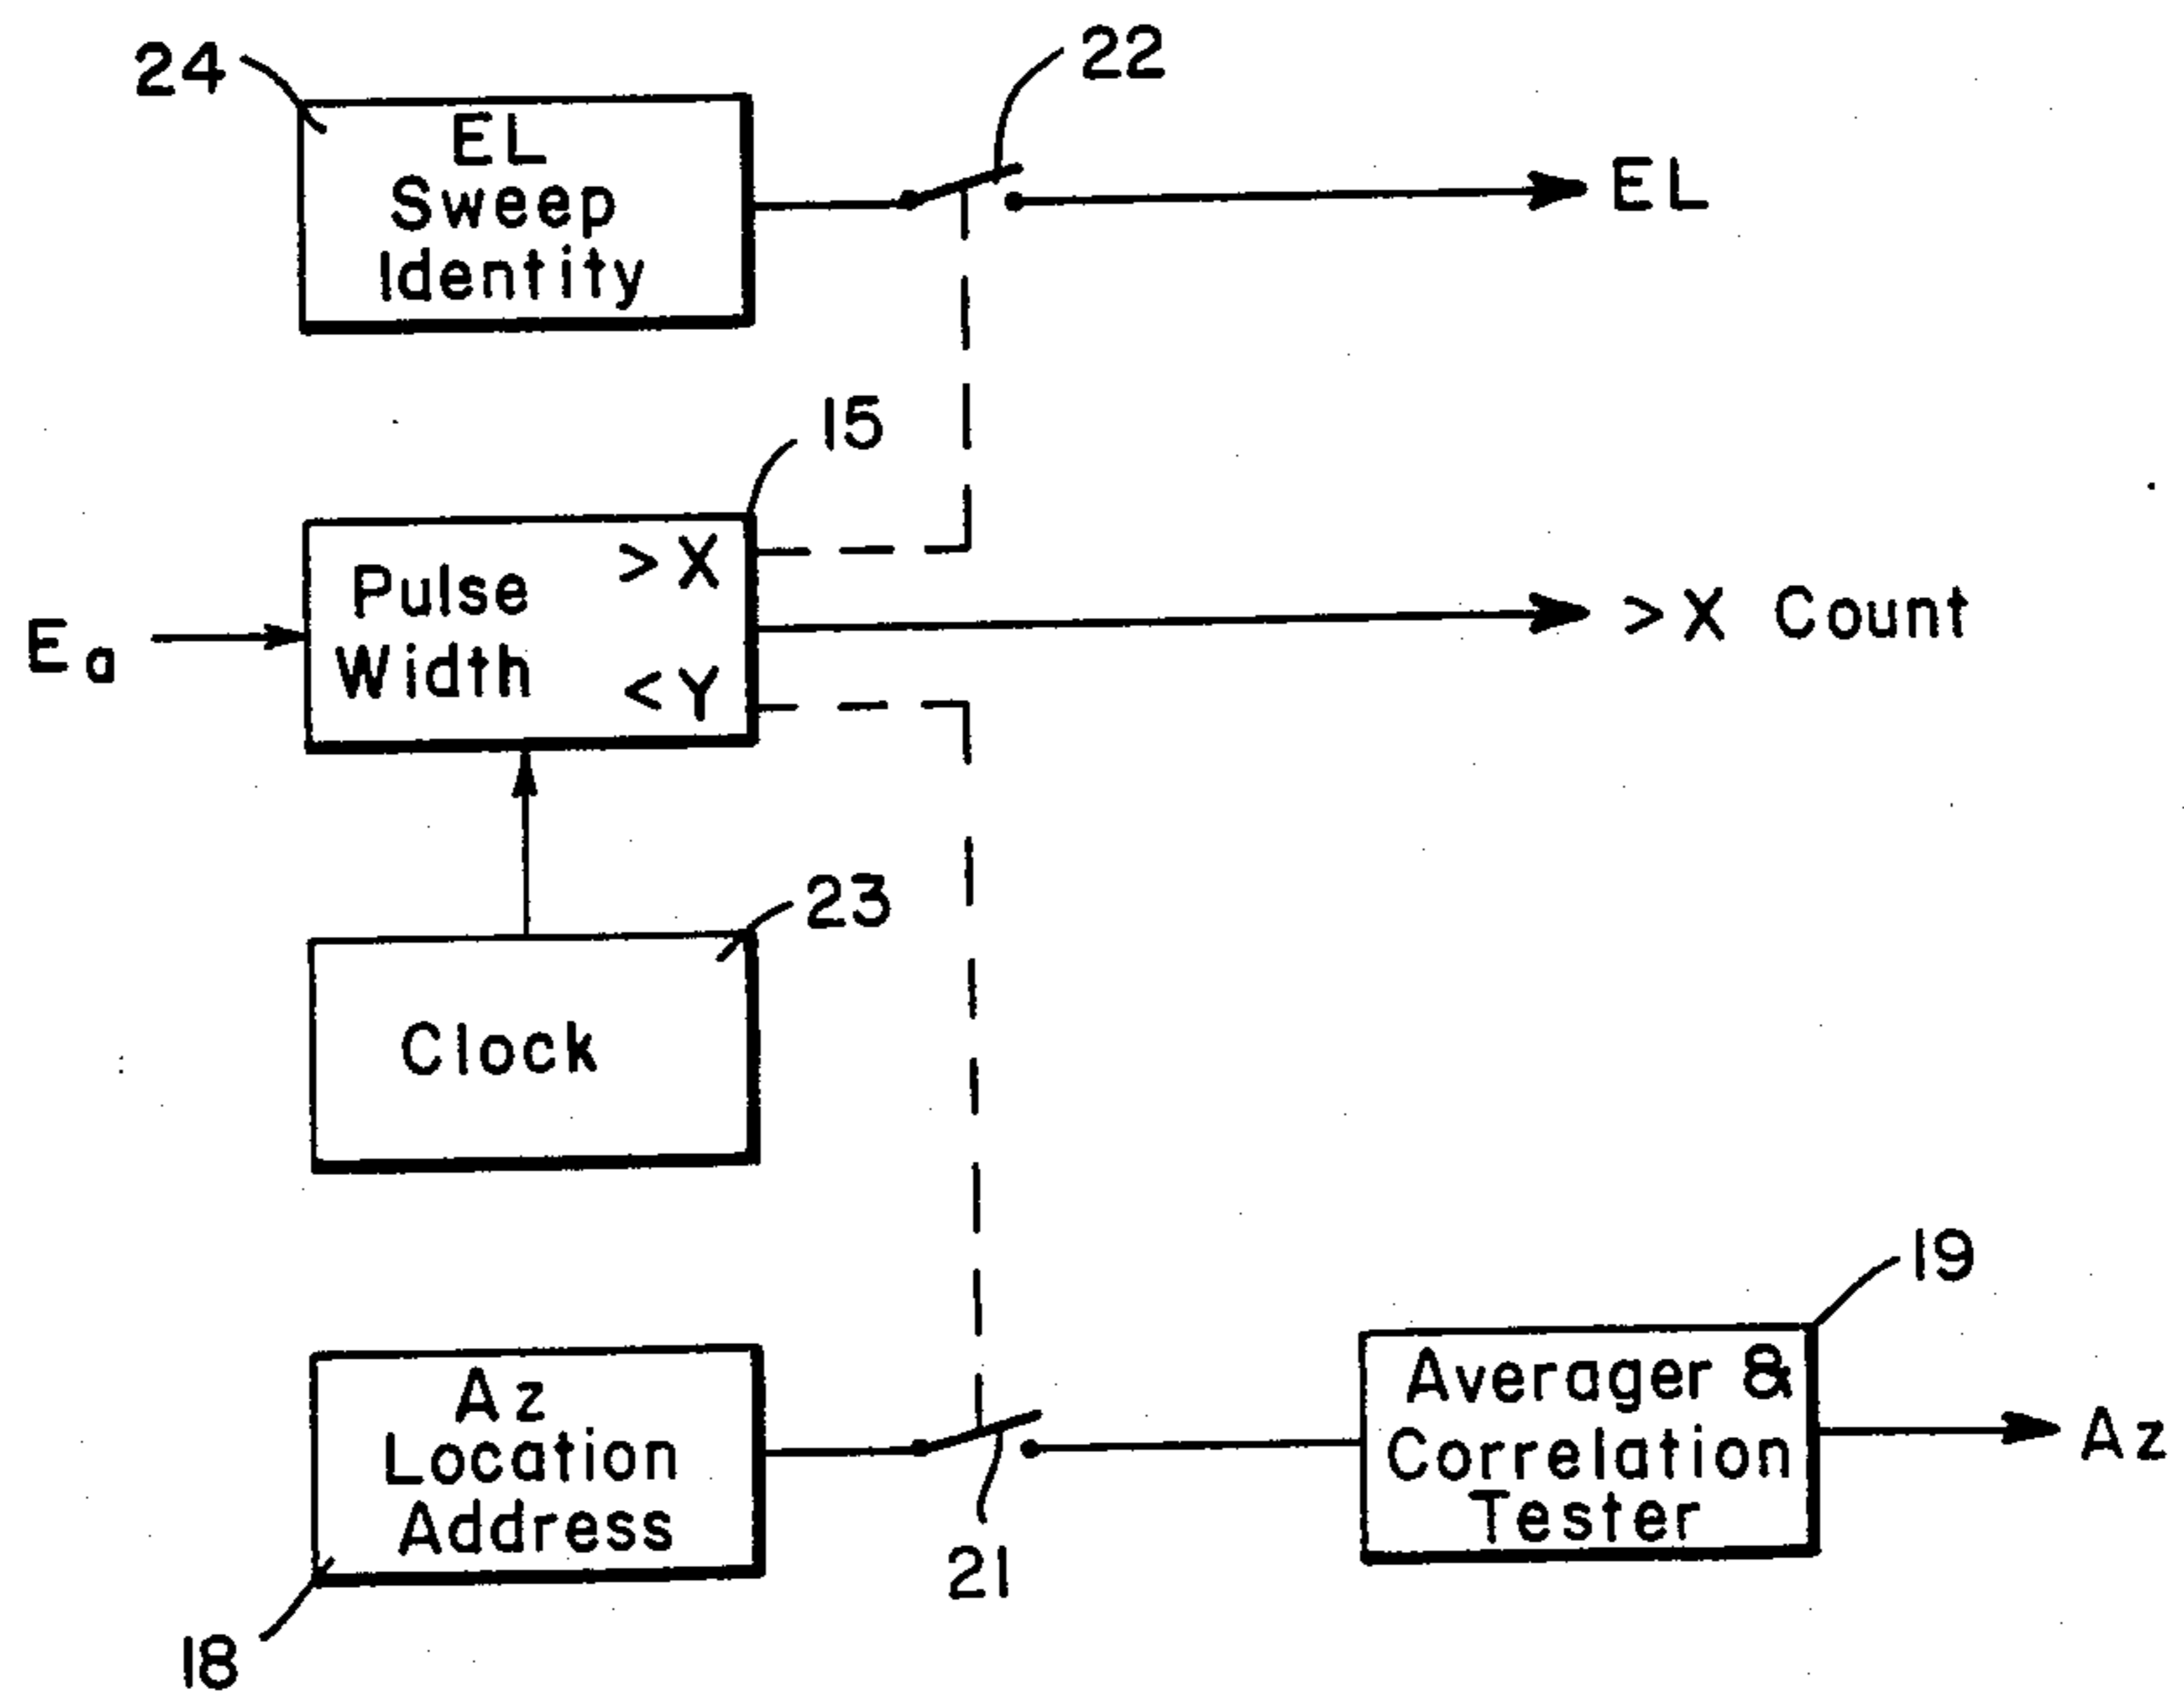 24
22
EL
Sweep
Identity
EL
15
Pulse
Width
>X
<Y
Ea
>X Count
23
Clock
19
Az
Location
Address
Averager &
Correlation
Tester
Az
21
18